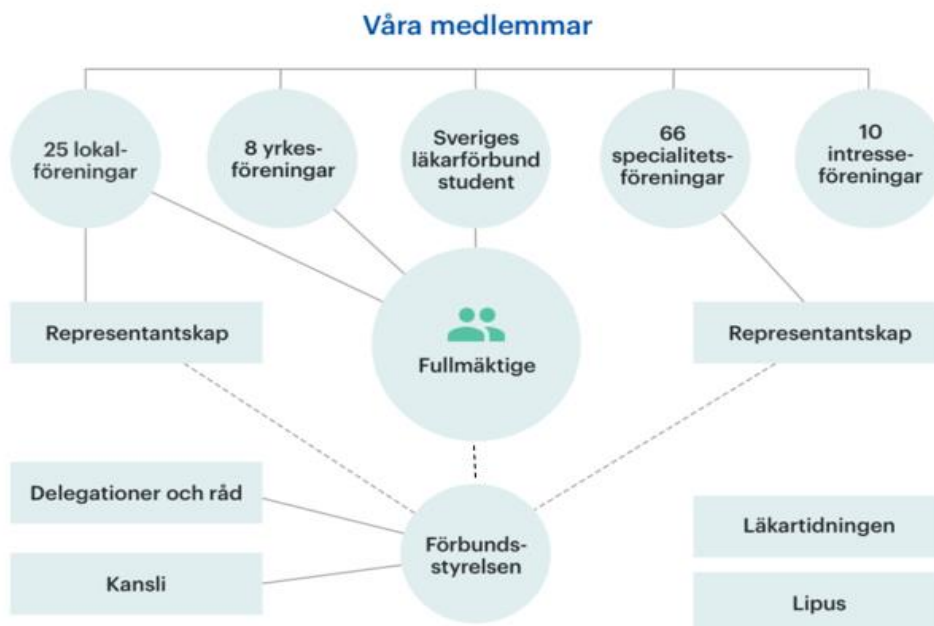 Våra medlemmar
25 lokal-
föreningar
8 yrkes-
föreningar
Sveriges
läkarförbund
student
66
specialitets-
föreningar
10
intresse-
föreningar
Representantskap
Fullmäktige
Representantskap
Delegationer och råd
Kansli
Förbunds-
styrelsen
Läkartidningen
Lipus